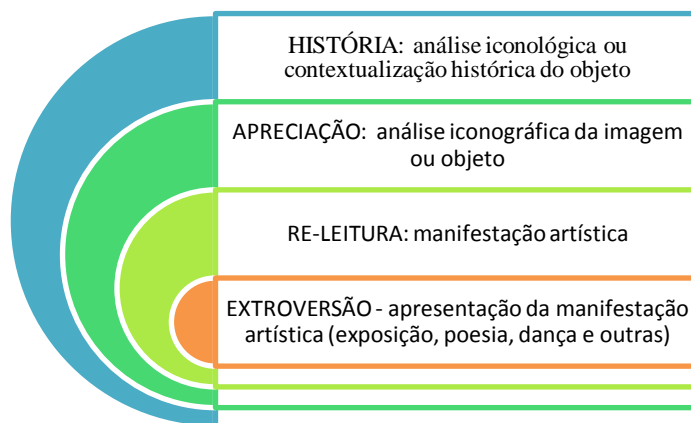 HISTÓRIA: análise iconológica ou
contextualização histórica do objeto
APRECIAÇÃO: análise iconográfica da imagem
ou objeto
RE-LEITURA: manifestação artística
EXTROVERSÃO - apresentação da manifestação
artística (exposição, poesia, dança e outras)